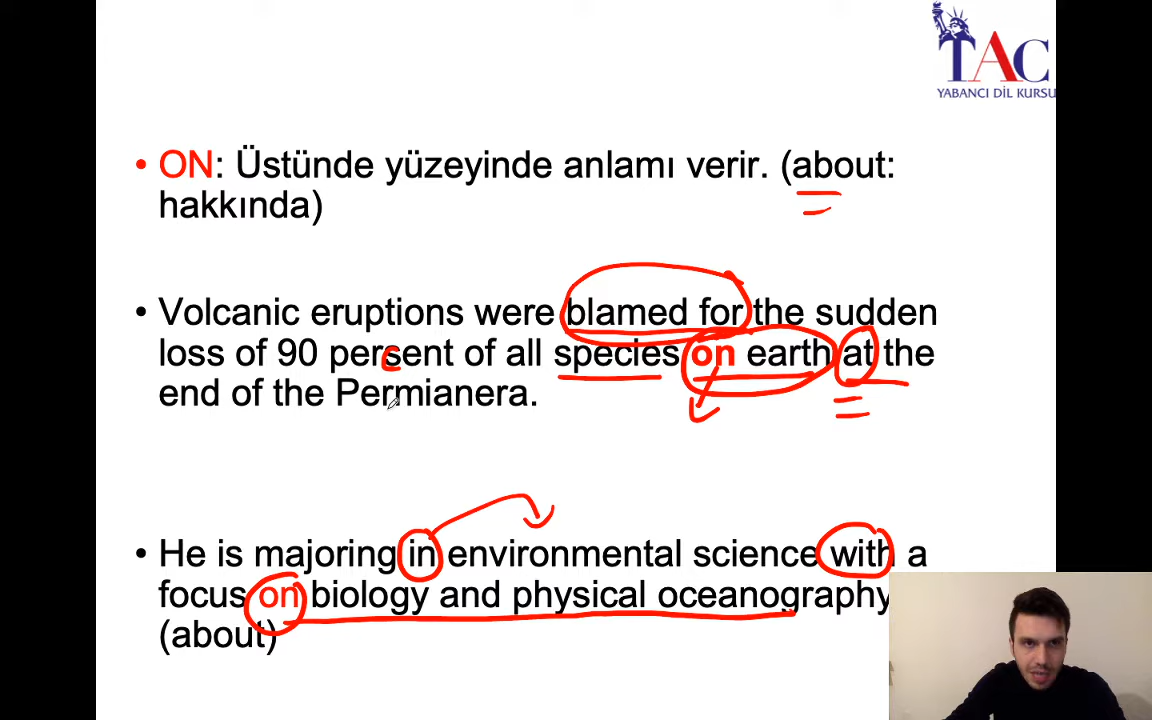 TAC
YABANCI DİL KURSU
• ON: Üstünde yüzeyinde anlamı verir. (about:
hakkında)
• Volcanic eruptions were blamed for the sudden
loss of 90 persent of all species on earth at the
end of the Permianera.
• He is majoring in environmental science with a
focus on biology and physical oceanography
(about)